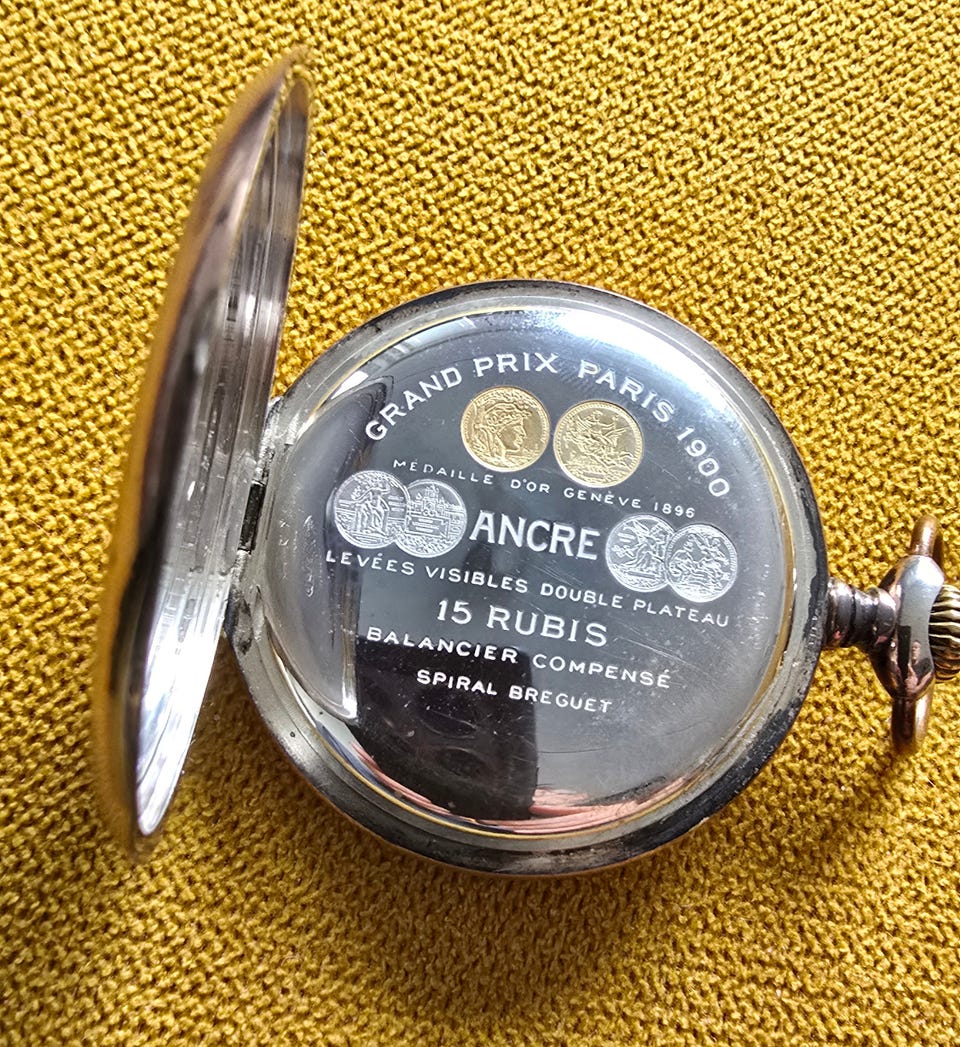 GRAND PRIX PARIS 1900
MÉDAILLE D'OR GENÈVE 1896
ANCRE
LEVÉES VISIBLES DOUBLE PLATEAU
15 RUBIS
BALANCIER COMPENSÉ
SPIRAL BREGUET